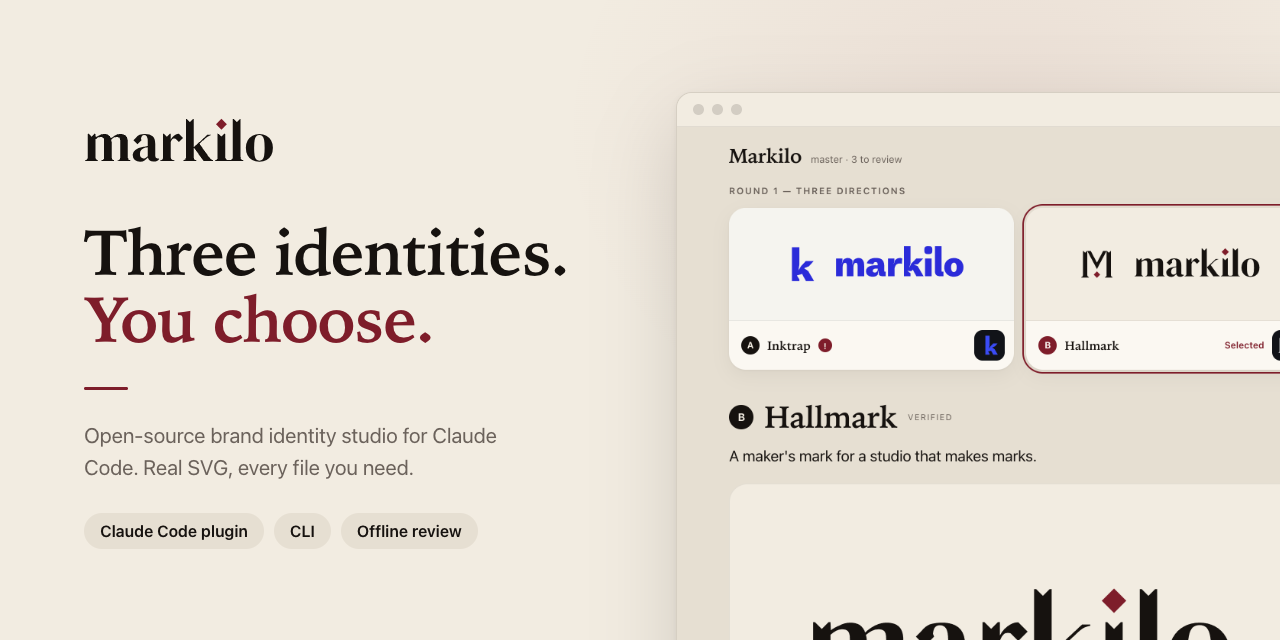 markilo
Three identities.
You choose.
Open-source brand identity studio for Claude
Code. Real SVG, every file you need.
Claude Code plugin
CLI
Offline review
Markilo master · 3 to review
ROUND 1 — THREE DIRECTIONS
k markilo
A Inktrap ! k
M markilo
B Hallmark Selected
B Hallmark VERIFIED
A maker's mark for a studio that makes marks.
markilo